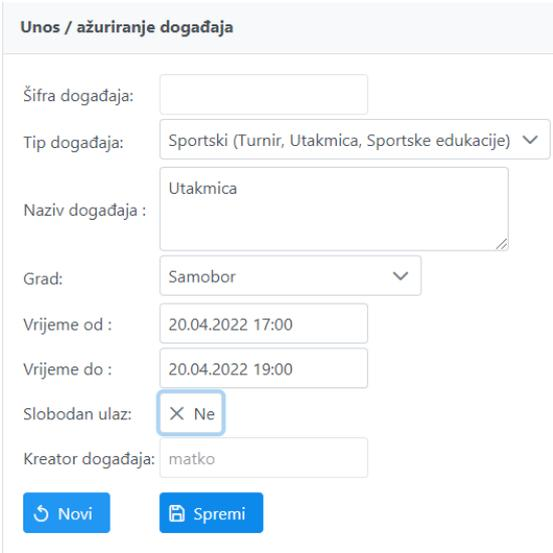 Unos / ažuriranje događaja
Šifra događaja:
Tip događaja: Sportski (Turnir, Utakmica, Sportske edukacije)
Naziv događaja : Utakmica
Grad: Samobor
Vrijeme od : 20.04.2022 17:00
Vrijeme do : 20.04.2022 19:00
Slobodan ulaz: Ne
Kreator događaja: matko
Novi Spremi